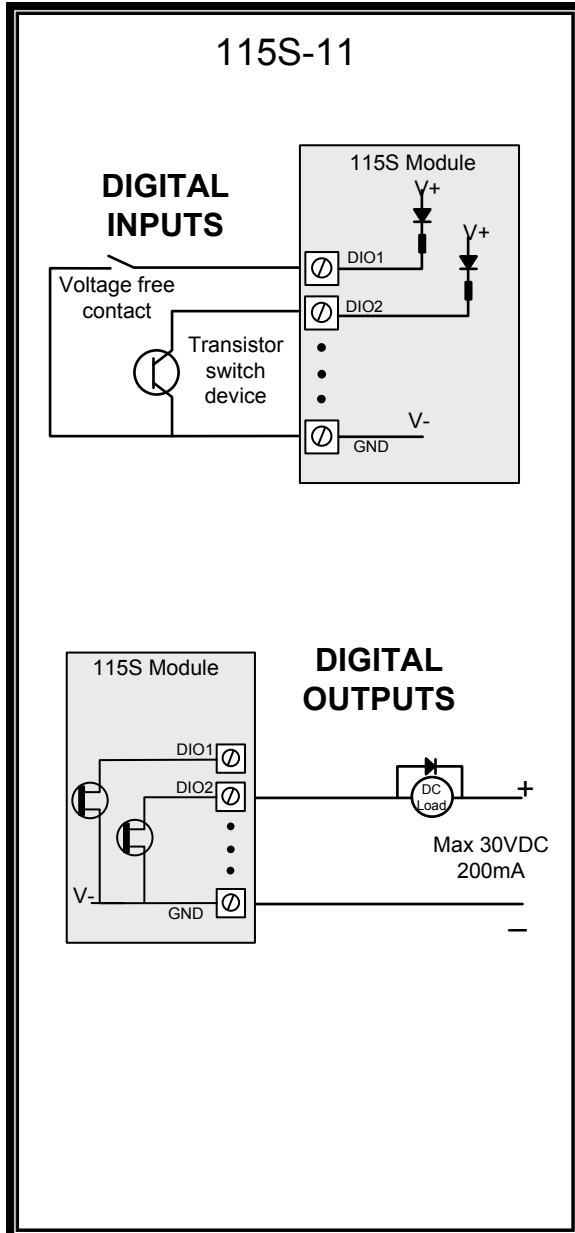 115S-11
DIGITAL
INPUTS
115S Module
V+
V+
DIO1
Voltage free
contact
DIO2
Transistor
switch
device
V-
GND
DIGITAL
OUTPUTS
115S Module
DIO1
DIO2
DC
Load
+
Max 30VDC
200mA
V-
GND
–